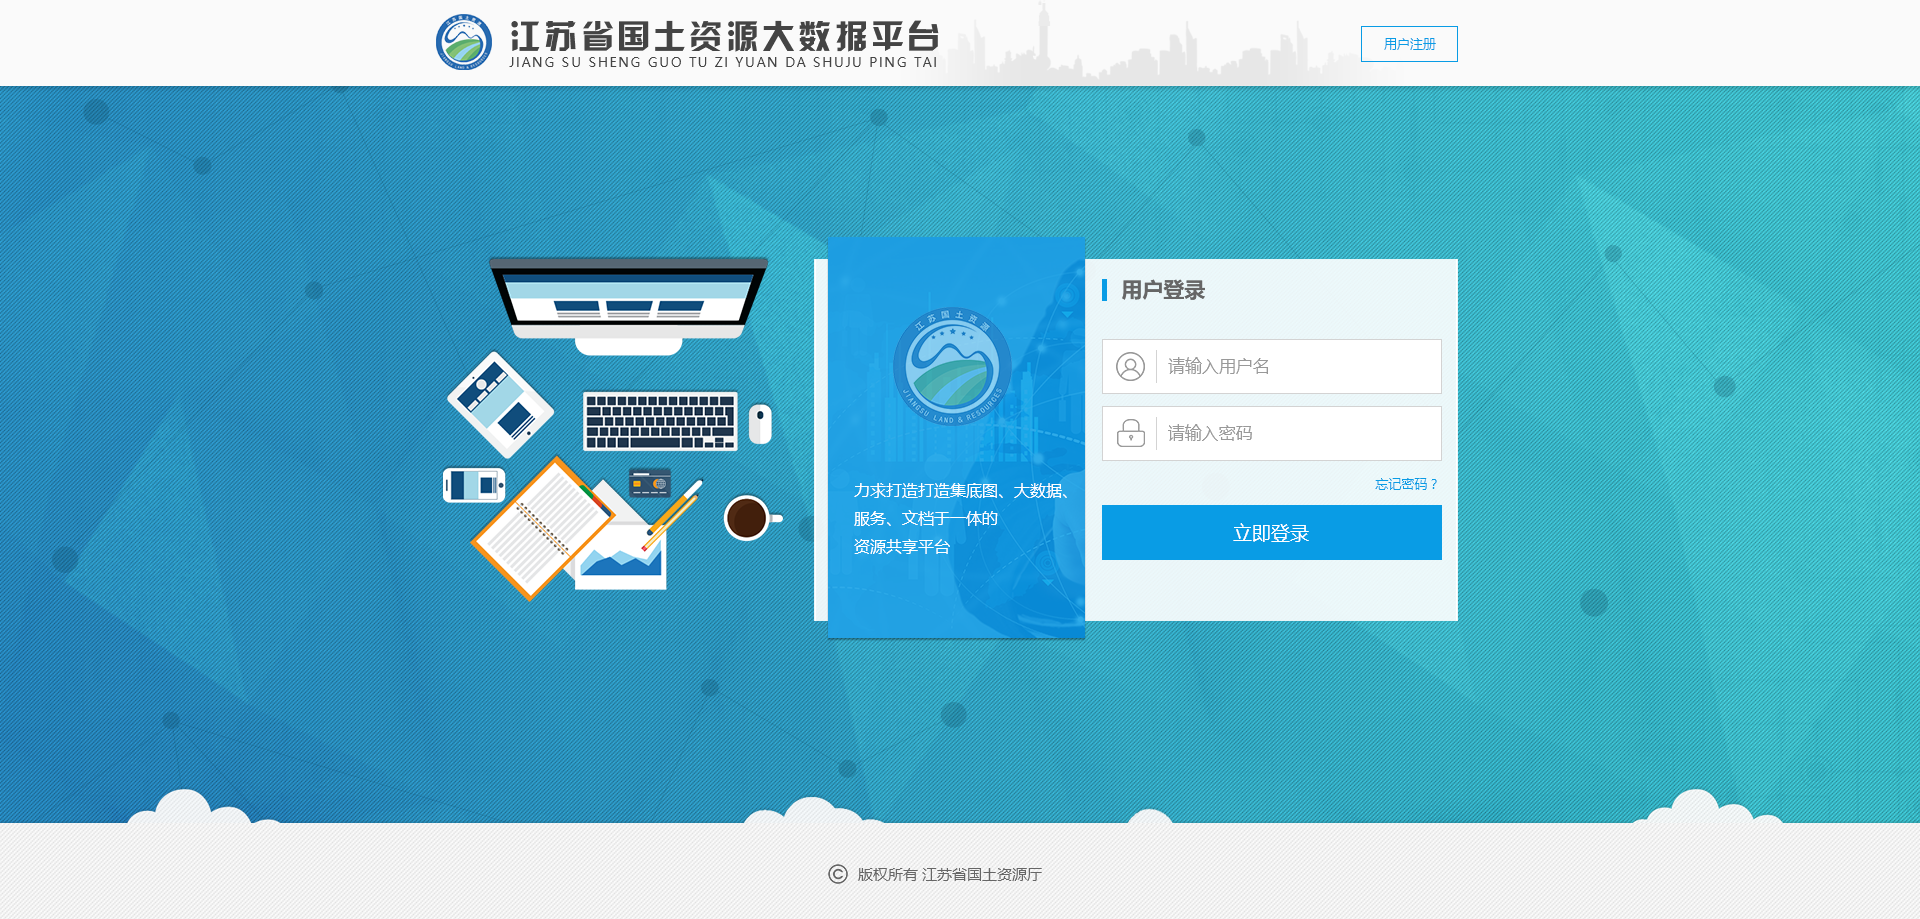 江苏省国土资源大数据平台
JIANG SU SHENG GUO TU ZI YUAN DA SHUJU PING TAI
用户注册
江苏国土资源
JIANGSU LAND & RESOURCES
力求打造打造集底图、大数据、
服务、文档于一体的
资源共享平台
用户登录
请输入用户名
请输入密码
忘记密码？
立即登录
© 版权所有 江苏省国土资源厅